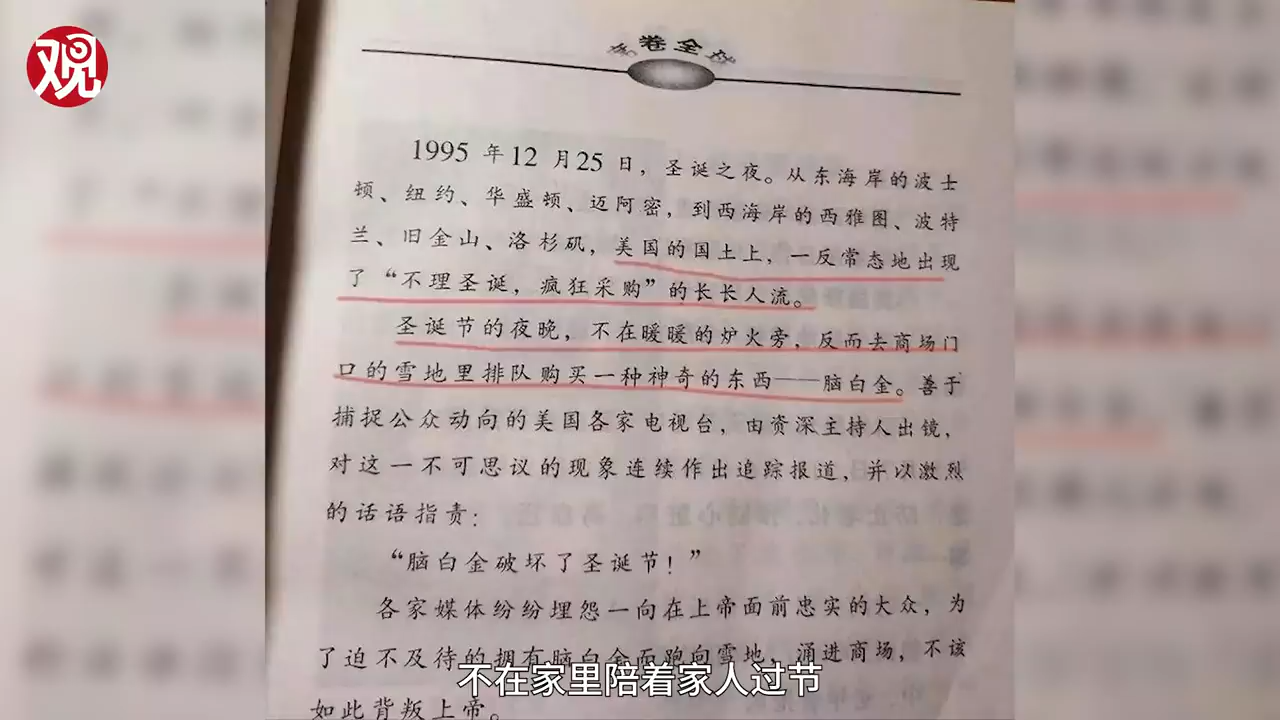 观
席卷全球
1995 年 12 月 25 日，圣诞之夜。从东海岸的波士
顿、纽约、华盛顿、迈阿密，到西海岸的西雅图、波特
兰、旧金山、洛杉矶，美国的国土上，一反常态地出现
了“不理圣诞，疯狂采购”的长长人流。
圣诞节的夜晚，不在暖暖的炉火旁，反而去商场门
口的雪地里排队购买一种神奇的东西——脑白金。善于
捕捉公众动向的美国各家电视台，由资深主持人出镜，
对这一不可思议的现象连续作出追踪报道，并以激烈
的话语指责：
“脑白金破坏了圣诞节！”
各家媒体纷纷埋怨一向在上帝面前忠实的大众，为
了迫不及待的拥有脑白金而跑向雪地、涌进商场，不该
如此背叛上帝。
不在家里陪着家人过节